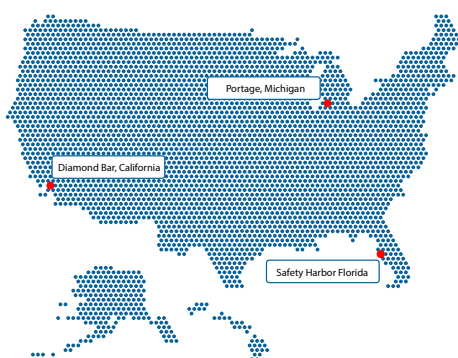 Portage, Michigan
Diamond Bar, California
Safety Harbor Florida